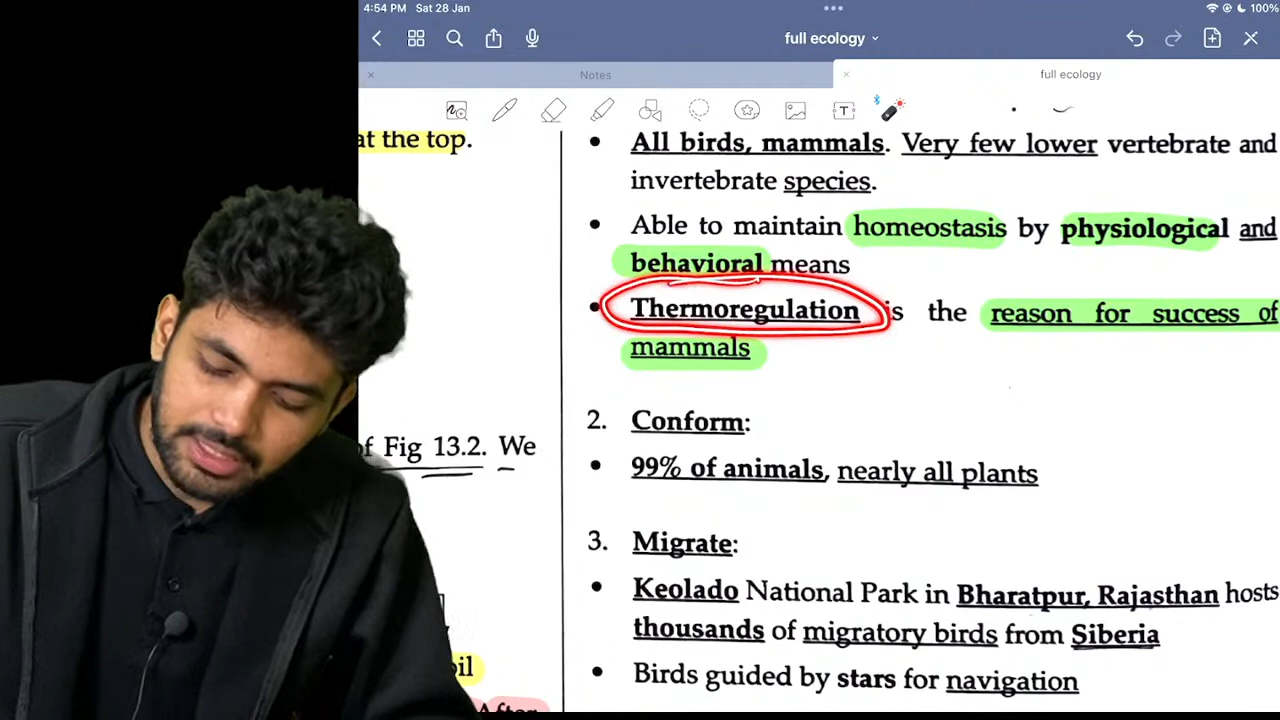 4:54 PM Sat 28 Jan
100%
full ecology
Notes
full ecology
T
at the top.
of Fig 13.2. We
oil
After
All birds, mammals. Very few lower vertebrate and
invertebrate species.
Able to maintain homeostasis by physiological and
behavioral means
Thermoregulation is the reason for success of
mammals
2. Conform:
99% of animals, nearly all plants
3. Migrate:
Keolado National Park in Bharatpur, Rajasthan hosts
thousands of migratory birds from Siberia
Birds guided by stars for navigation